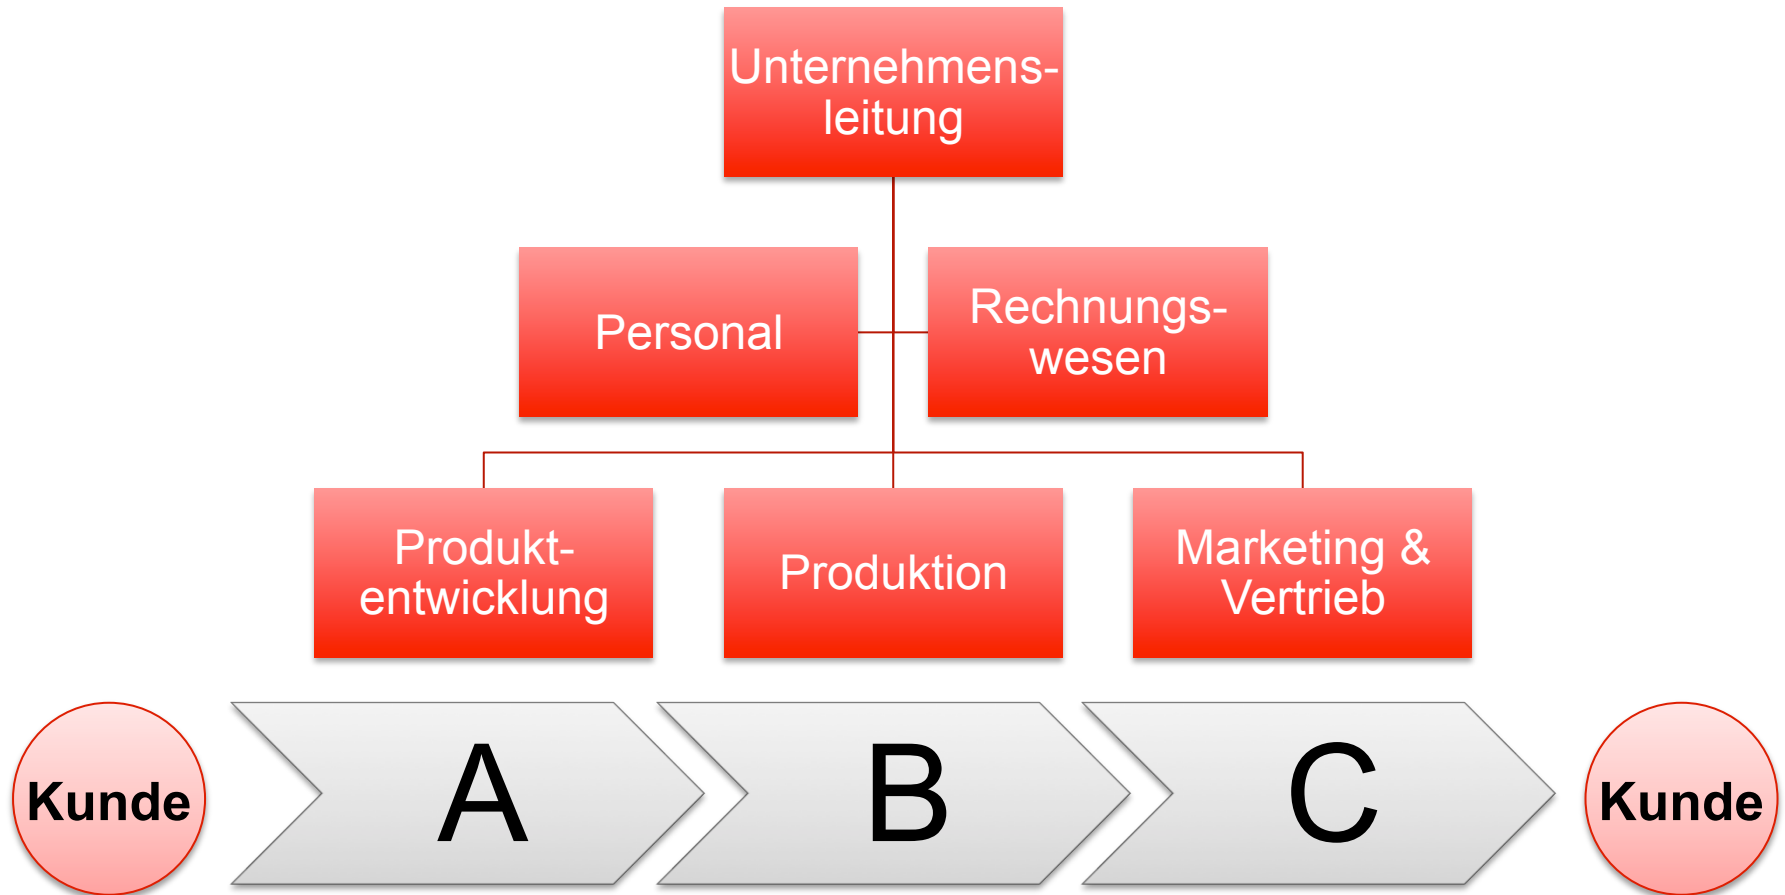 Unternehmens-
leitung
Personal
Rechnungs-
wesen
Produkt-
entwicklung
Produktion
Marketing &
Vertrieb
Kunde
A
B
C
Kunde